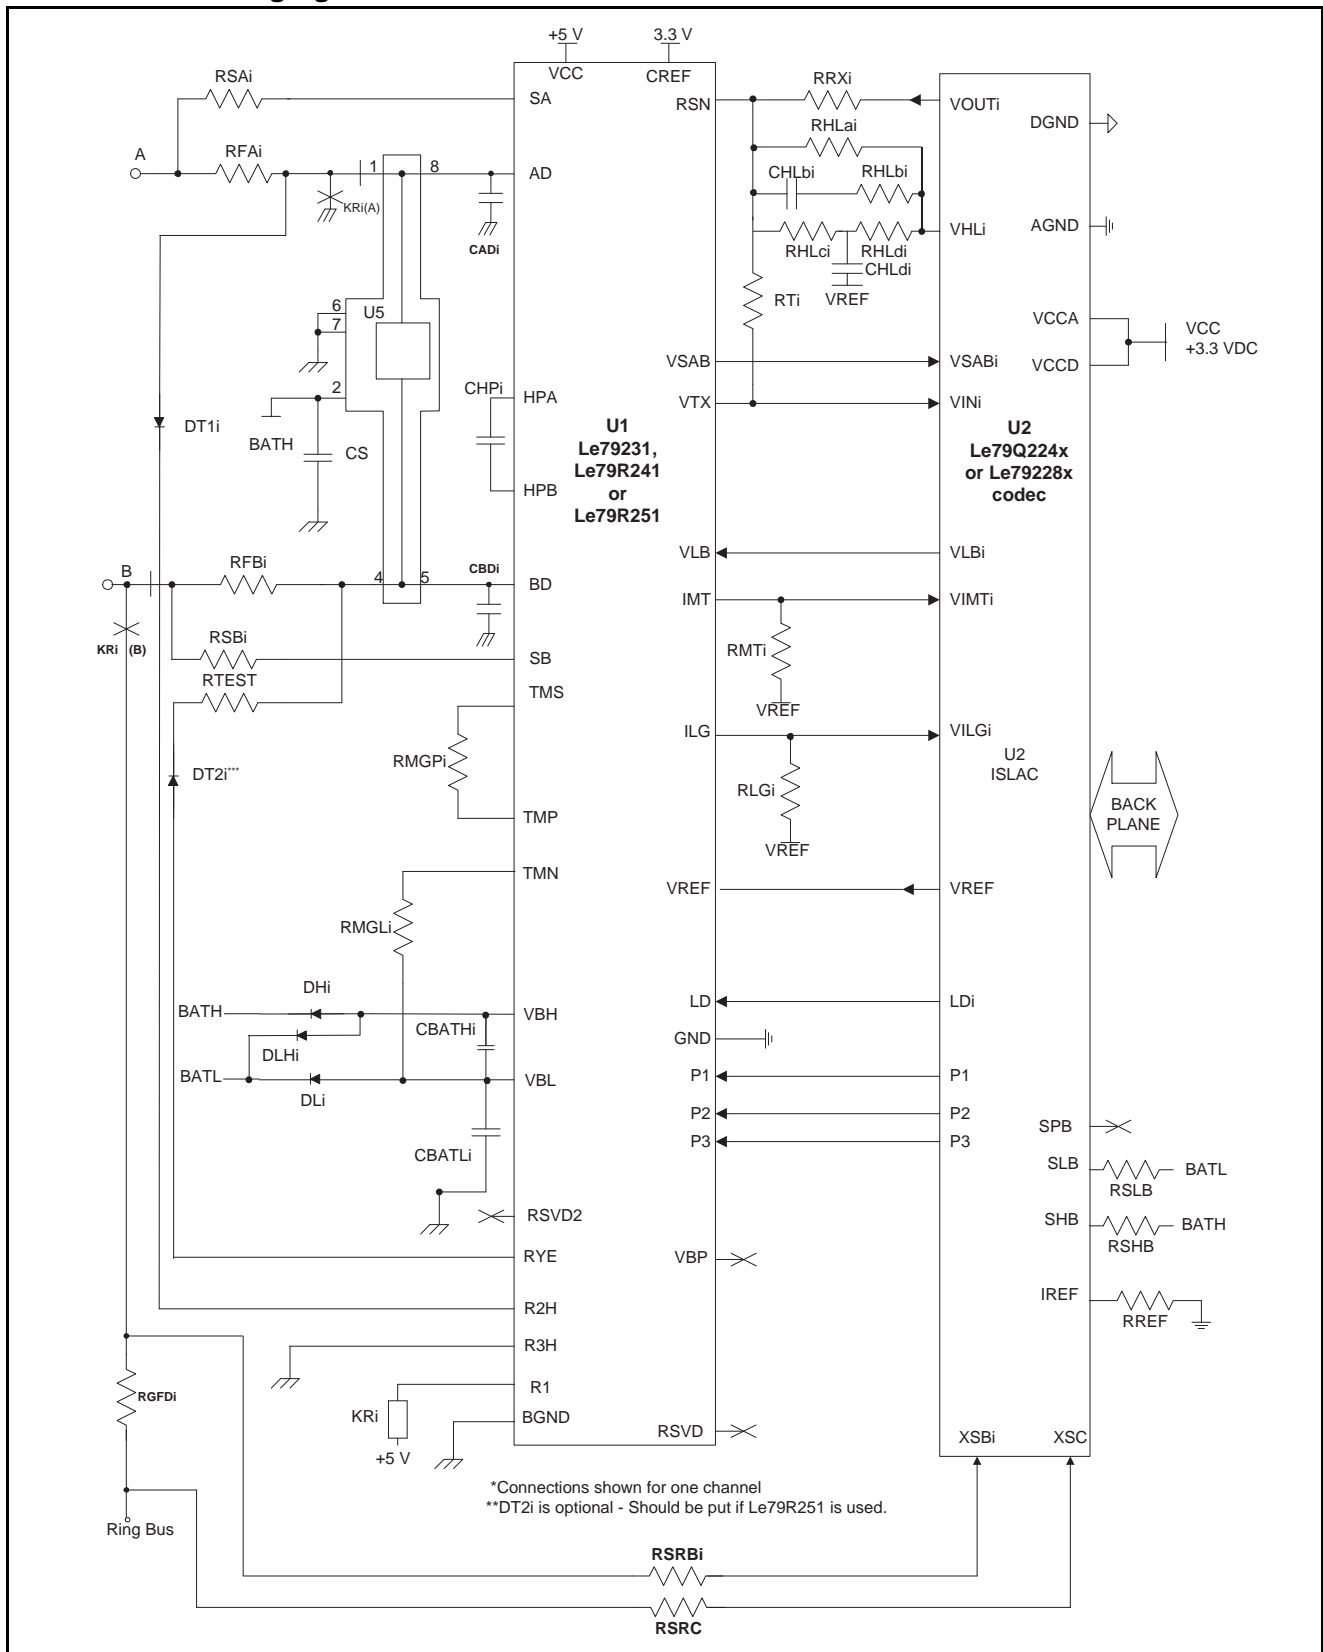 +5 V
3.3 V
VCC
CREF
RSAi
SA
RSN
RRXi
VOUTi
DGND
RHLai
A
RFAi
1
8
AD
KRi(A)
CADi
CHLbi
RHLbi
VHLi
AGND
RHLci
RHLdi
CHLdi
VREF
RTi
6
7
U5
VCCA
VCCD
VCC
+3.3 VDC
VSAB
VSABi
2
CHPi
HPA
VTX
VINi
DT1i
BATH
CS
HPB
U1
Le79231,
Le79R241
or
Le79R251
U2
Le79Q224x
or Le79228x
codec
VLB
VLBi
B
RFBi
4
5
CBDi
BD
IMT
VIMTi
KRi (B)
RSBi
SB
RMTi
VREF
RTEST
TMS
ILG
VILGi
RMGPi
DT2i***
U2
ISLAC
RLGi
VREF
BACK
PLANE
TMP
TMN
VREF
VREF
RMGLi
DHi
BATH
VBH
CBATHi
LD
LDi
DLHi
GND
BATL
DLi
VBL
P1
P1
P2
P2
P3
P3
SPB
CBATLi
SLB
RSLB
BATL
RSVD2
SHB
RSHB
BATH
RYE
VBP
IREF
RREF
R2H
R3H
RGFDi
R1
KRi
+5 V
BGND
RSVD
XSBi
XSC
*Connections shown for one channel
**DT2i is optional - Should be put if Le79R251 is used.
Ring Bus
RSRBi
RSRC